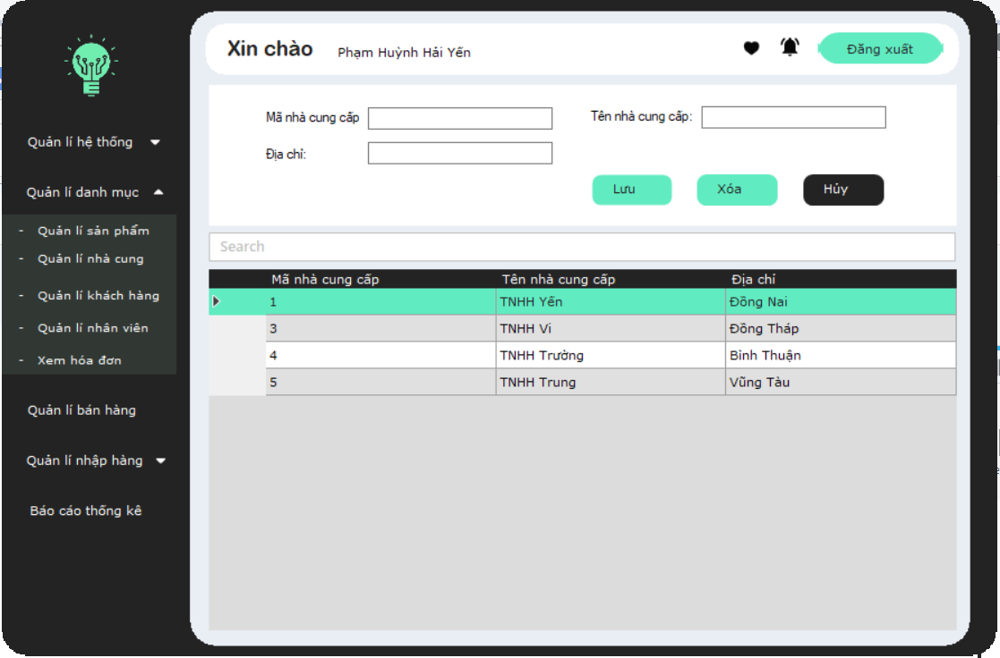 Xin chào Phạm Huỳnh Hải Yến Đăng xuất
Quản lí hệ thống
Quản lí danh mục
- Quản lí sản phẩm
- Quản lí nhà cung
- Quản lí khách hàng
- Quản lí nhân viên
- Xem hóa đơn
Quản lí bán hàng
Quản lí nhập hàng
Báo cáo thống kê
Mã nhà cung cấp Tên nhà cung cấp:
Địa chỉ:
Lưu Xóa Hủy
Search
Mã nhà cung cấp Tên nhà cung cấp Địa chỉ
1 TNHH Yến Đồng Nai
3 TNHH Vi Đồng Tháp
4 TNHH Trường Bình Thuận
5 TNHH Trung Vũng Tàu